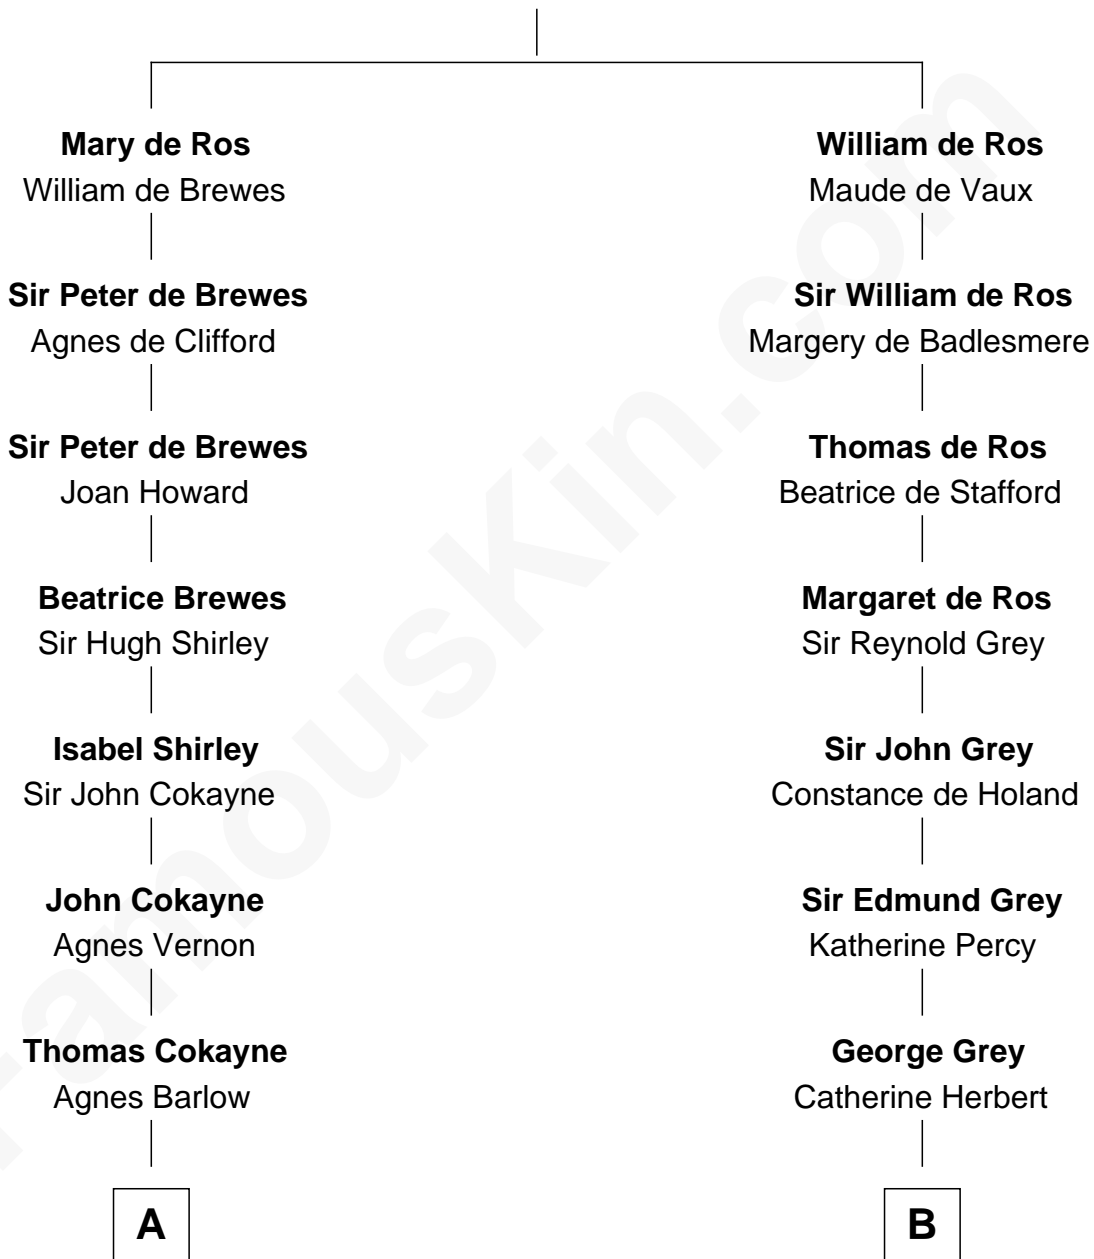 Mary de Ros
William de Brewes
Sir Peter de Brewes
Agnes de Clifford
Sir Peter de Brewes
Joan Howard
Beatrice Brewes
Sir Hugh Shirley
Isabel Shirley
Sir John Cokayne
John Cokayne
Agnes Vernon
Thomas Cokayne
Agnes Barlow
A
William de Ros
Maude de Vaux
Sir William de Ros
Margery de Badlesmere
Thomas de Ros
Beatrice de Stafford
Margaret de Ros
Sir Reynold Grey
Sir John Grey
Constance de Holand
Sir Edmund Grey
Katherine Percy
George Grey
Catherine Herbert
B
FamousKin.com